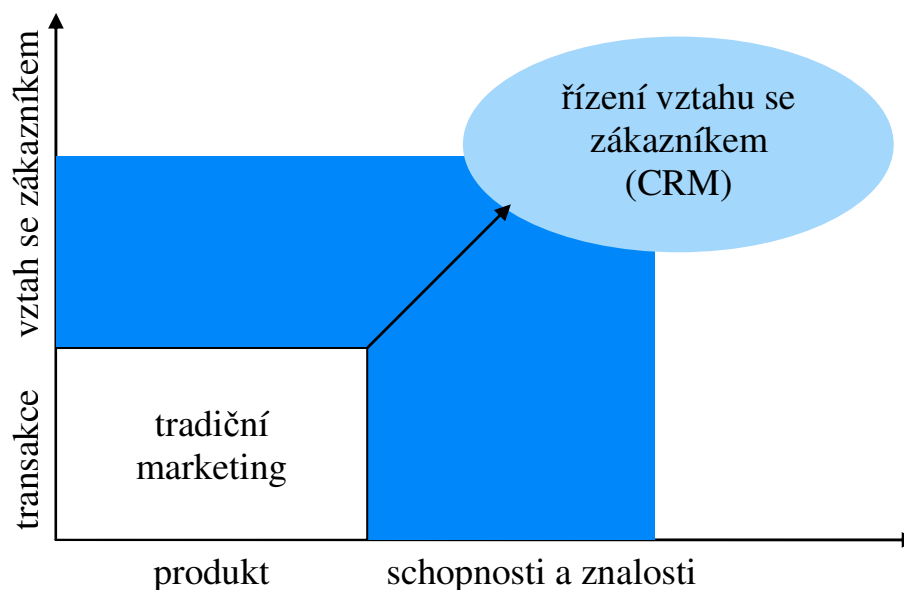 vztah se zákazníkem
řízení vztahu se
zákazníkem
(CRM)
transakce
tradiční
marketing
produkt
schopnosti a znalosti